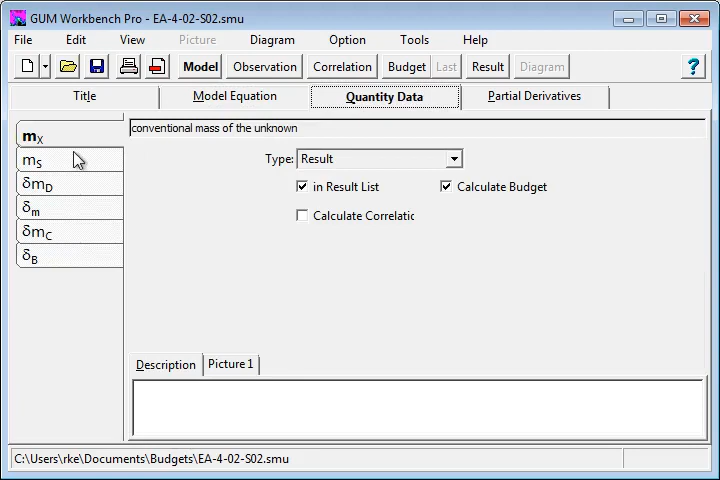 GUM Workbench Pro - EA-4-02-S02.smu
File Edit View Picture Diagram Option Tools Help
Model Observation Correlation Budget Last Result Diagram ?
Title Model Equation Quantity Data Partial Derivatives
mX conventional mass of the unknown
mS Type: Result
δmD in Result List Calculate Budget
δm Calculate Correlatic
δmC
δB
Description Picture 1
C:\Users\rke\Documents\Budgets\EA-4-02-S02.smu